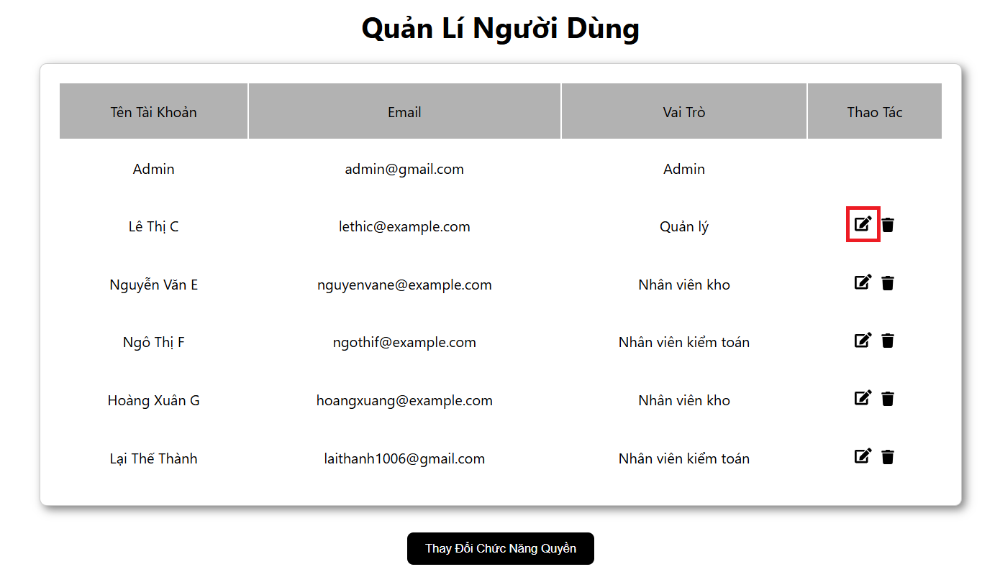 Quản Lí Người Dùng
Tên Tài Khoản Email Vai Trò Thao Tác
Admin admin@gmail.com Admin
Lê Thị C lethic@example.com Quản lý
Nguyễn Văn E nguyenvane@example.com Nhân viên kho
Ngô Thị F ngothif@example.com Nhân viên kiểm toán
Hoàng Xuân G hoangxuang@example.com Nhân viên kho
Lại Thế Thành laithanh1006@gmail.com Nhân viên kiểm toán
Thay Đổi Chức Năng Quyền